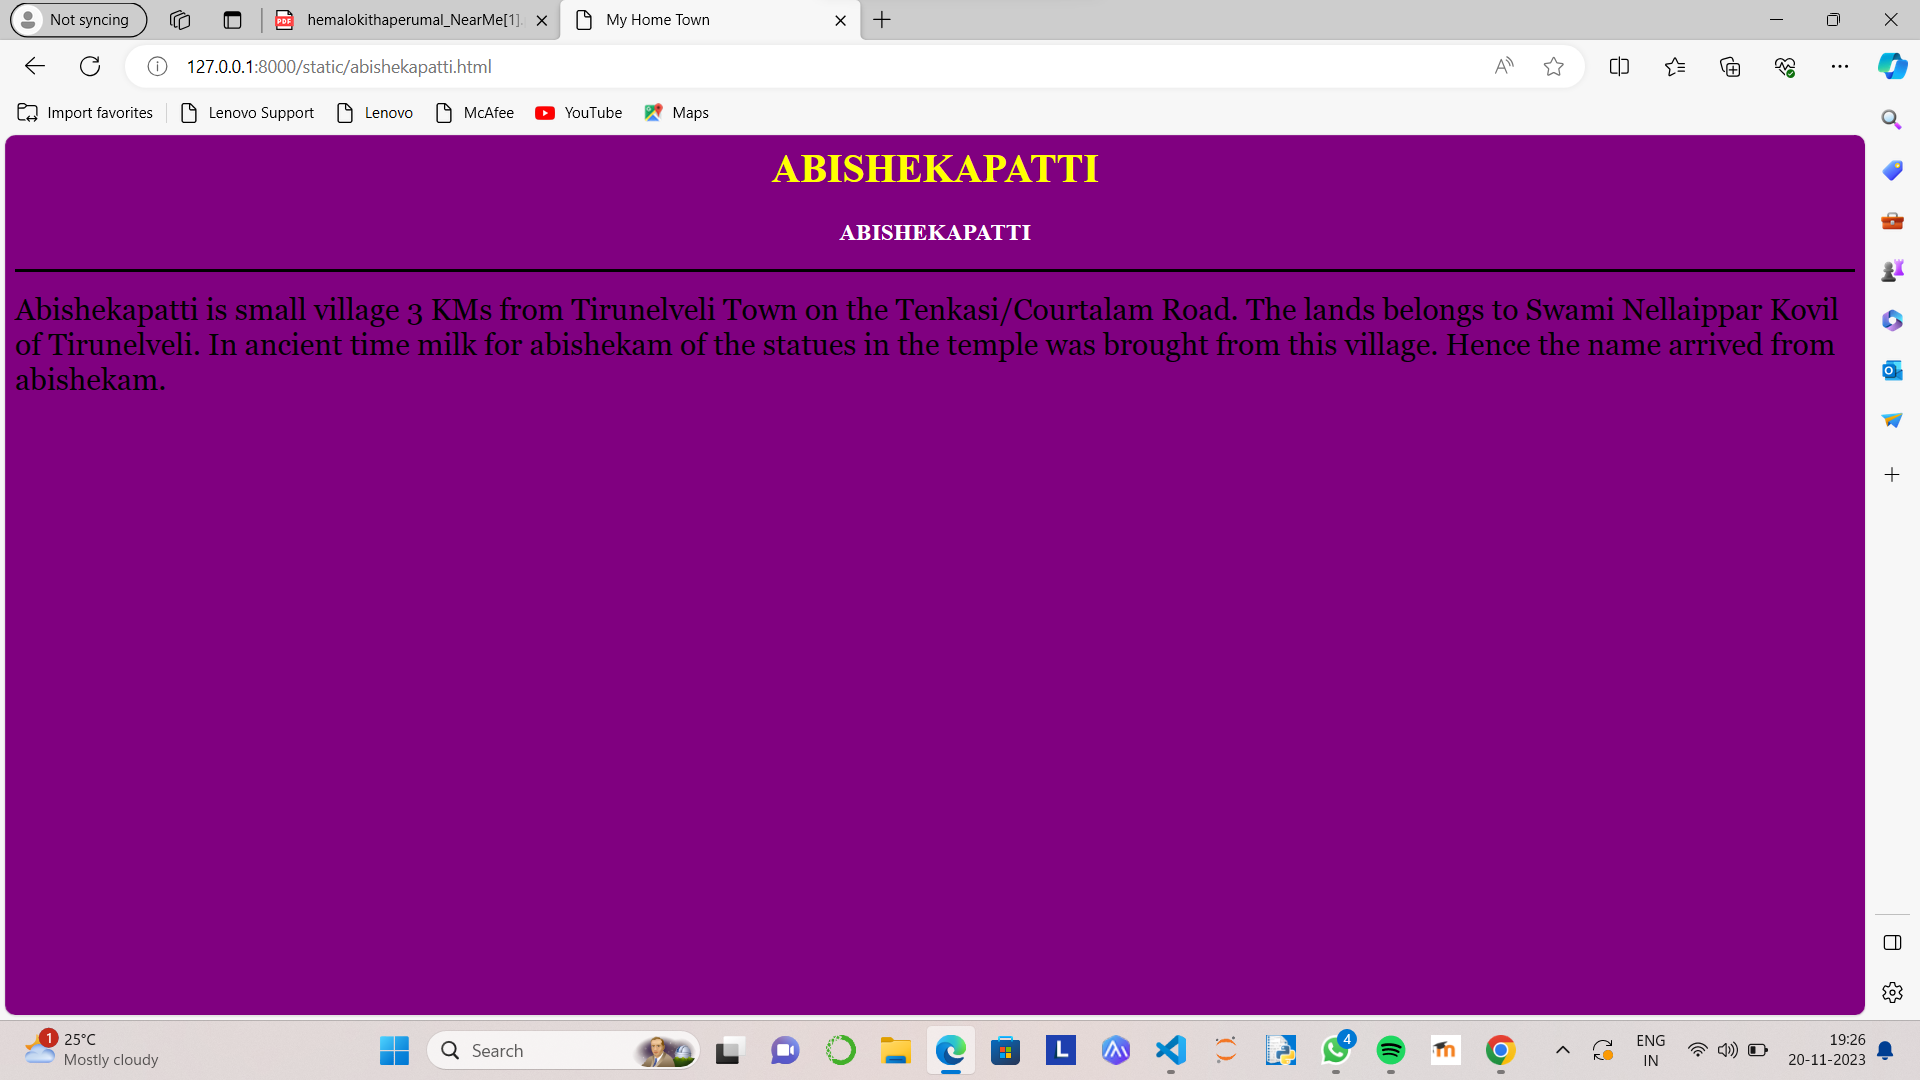 Not syncing
hemalokithaperumal_NearMe[1].
My Home Town
127.0.0.1:8000/static/abishekapatti.html
Import favorites
Lenovo Support
Lenovo
McAfee
YouTube
Maps
ABISHEKAPATTI
ABISHEKAPATTI
Abishekapatti is small village 3 KMs from Tirunelveli Town on the Tenkasi/Courtalam Road. The lands belongs to Swami Nellaippar Kovil
of Tirunelveli. In ancient time milk for abishekam of the statues in the temple was brought from this village. Hence the name arrived from
abishekam.
1
25°C
Mostly cloudy
Search
L
4
ENG
IN
19:26
20-11-2023